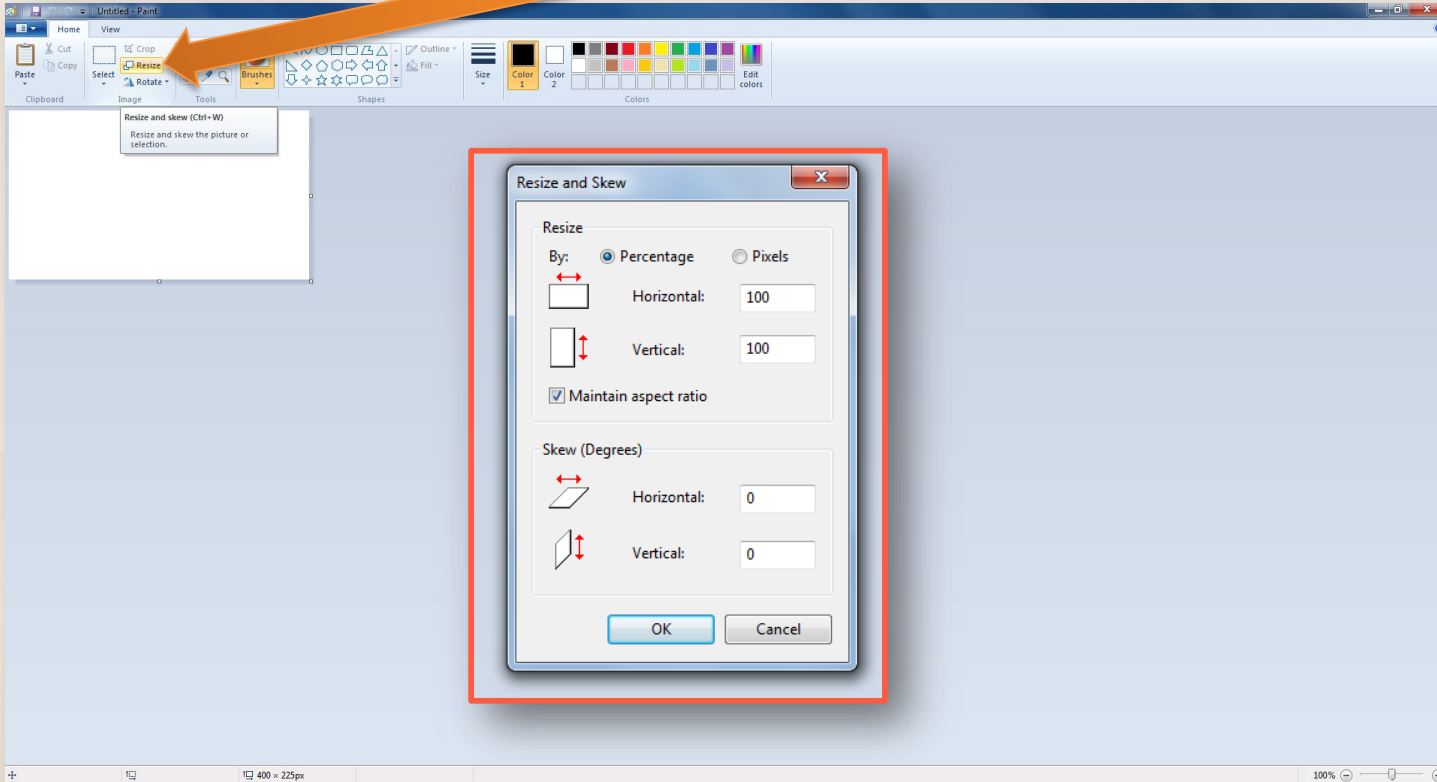 Untitled - Paint
Home View
Paste
Cut
Copy
Clipboard
Select
Crop
Resize
Rotate
Image
Tools
Brushes
Outline
Fill
Shapes
Size
Color 1
Color 2
Edit colors
Colors
Resize and skew (Ctrl+W)
Resize and skew the picture or
selection.
Resize and Skew
Resize
By: Percentage Pixels
Horizontal: 100
Vertical: 100
Maintain aspect ratio
Skew (Degrees)
Horizontal: 0
Vertical: 0
OK Cancel
400 × 225px 100%